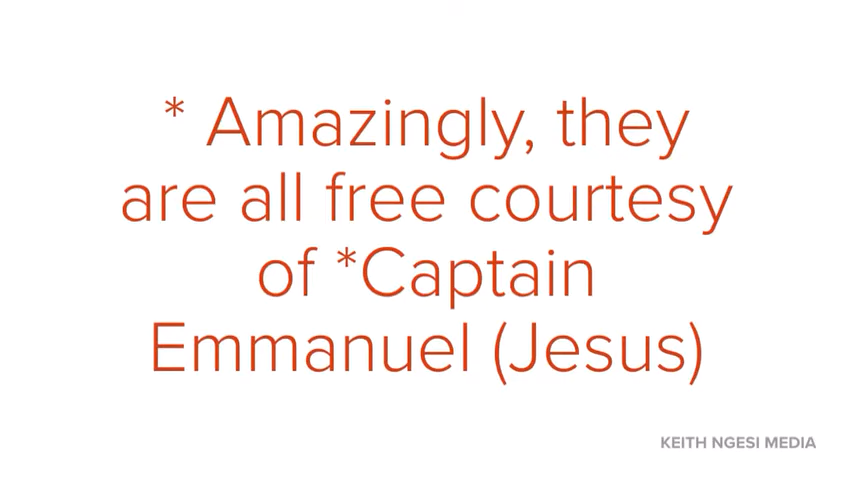 * Amazingly, they
are all free courtesy
of *Captain
Emmanuel (Jesus)
KEITH NGESI MEDIA